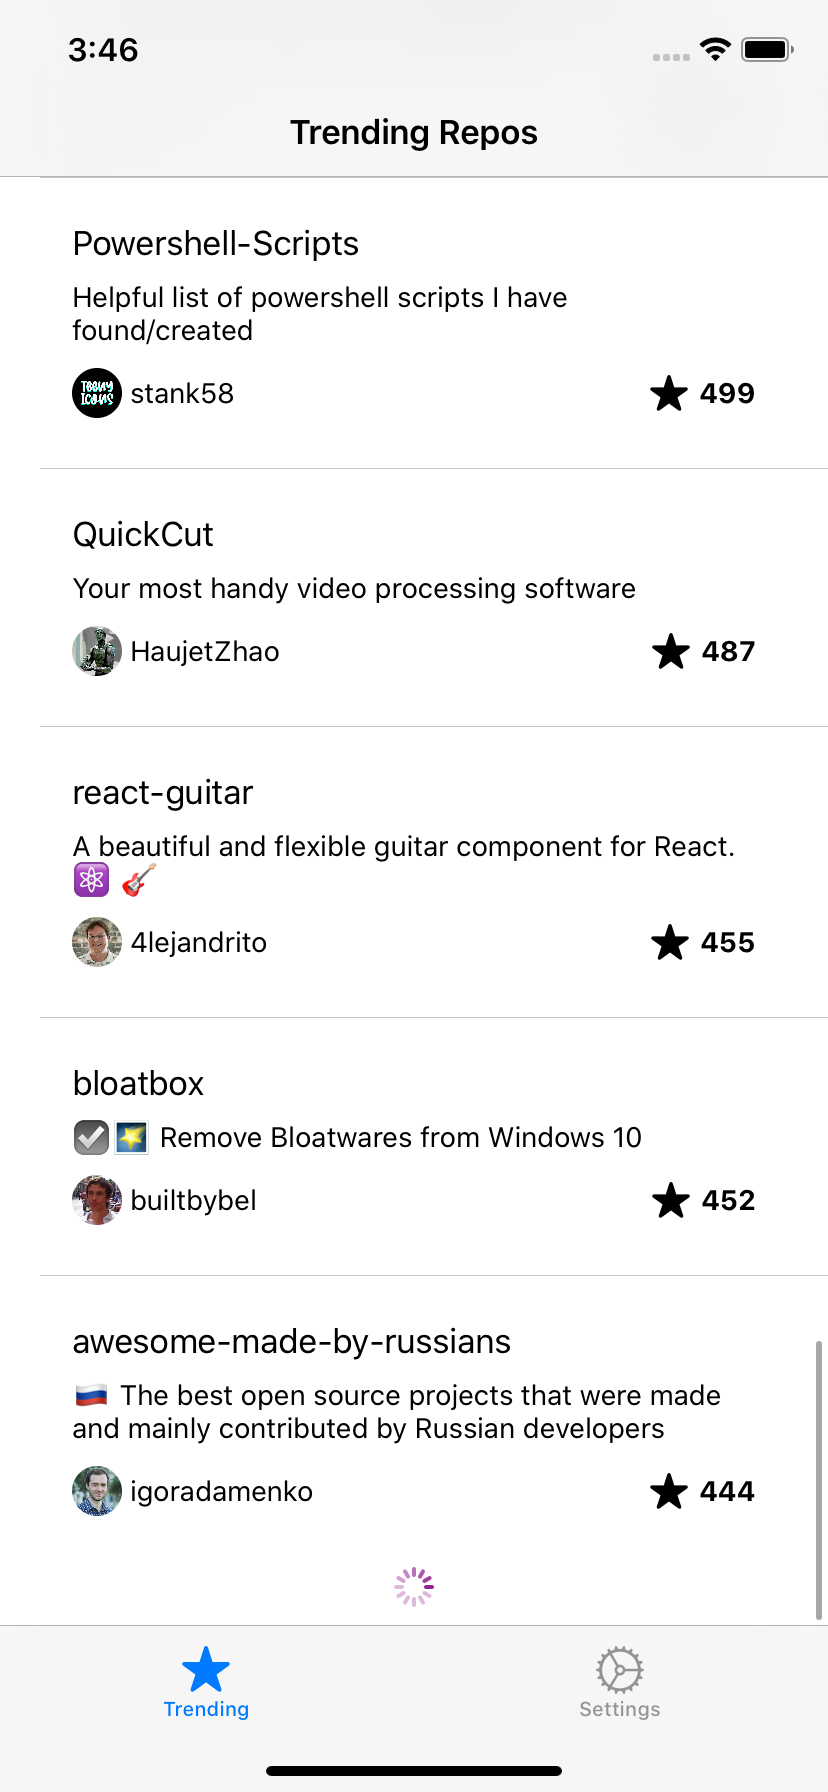 3:46
Trending Repos
Powershell-Scripts
Helpful list of powershell scripts I have
found/created
TEENY
ICONS
stank58
★ 499
QuickCut
Your most handy video processing software
HaujetZhao
★ 487
react-guitar
A beautiful and flexible guitar component for React.
⚛️ 🎸
4lejandrito
★ 455
bloatbox
☑️🌠 Remove Bloatwares from Windows 10
builtbybel
★ 452
awesome-made-by-russians
🇷🇺 The best open source projects that were made
and mainly contributed by Russian developers
igoradamenko
★ 444
Trending
Settings